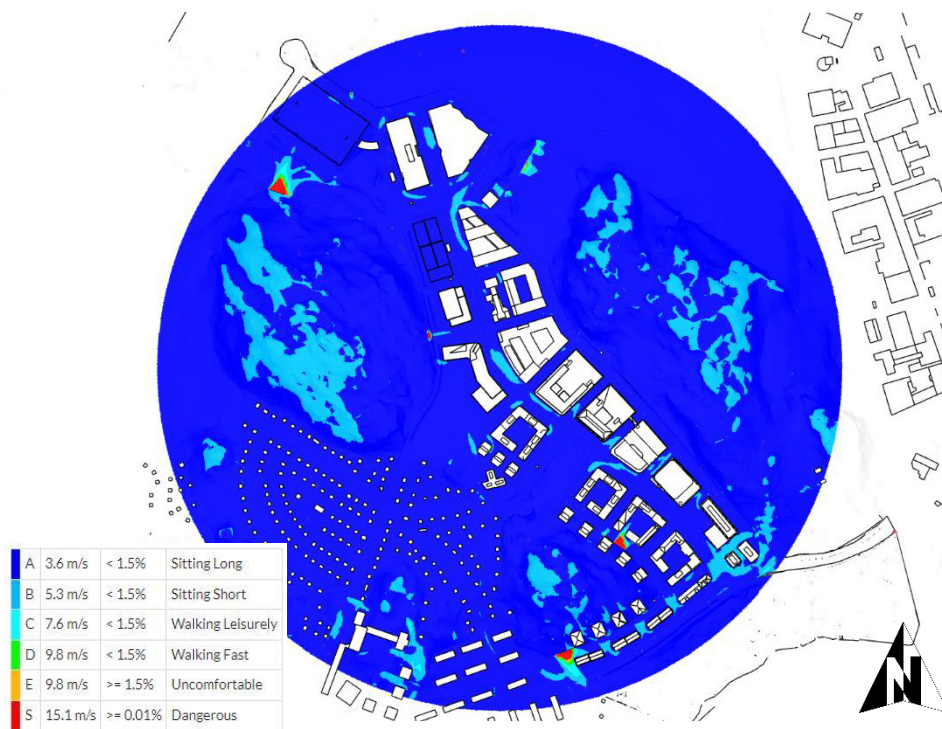 A 3.6 m/s < 1.5% Sitting Long
B 5.3 m/s < 1.5% Sitting Short
C 7.6 m/s < 1.5% Walking Leisurely
D 9.8 m/s < 1.5% Walking Fast
E 9.8 m/s >= 1.5% Uncomfortable
S 15.1 m/s >= 0.01% Dangerous
N